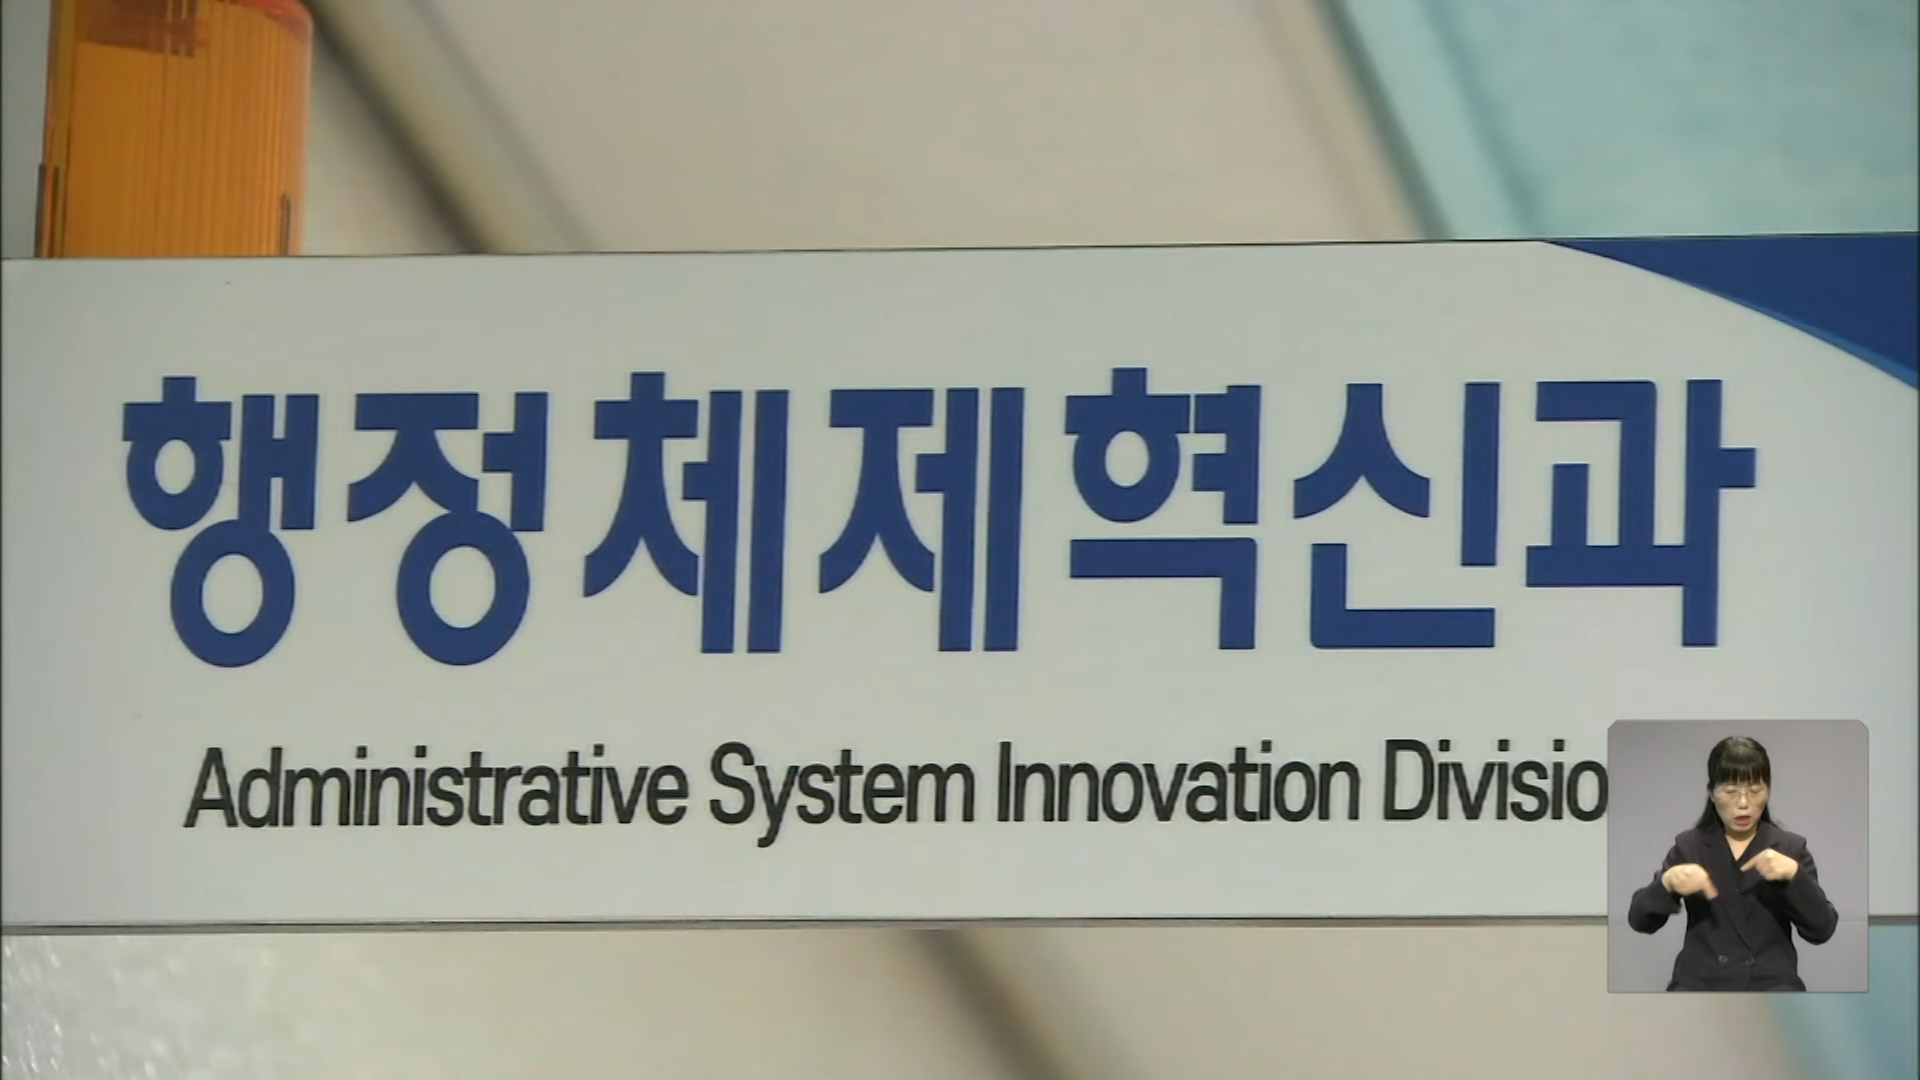 행정체제혁신과
Administrative System Innovation Divisio